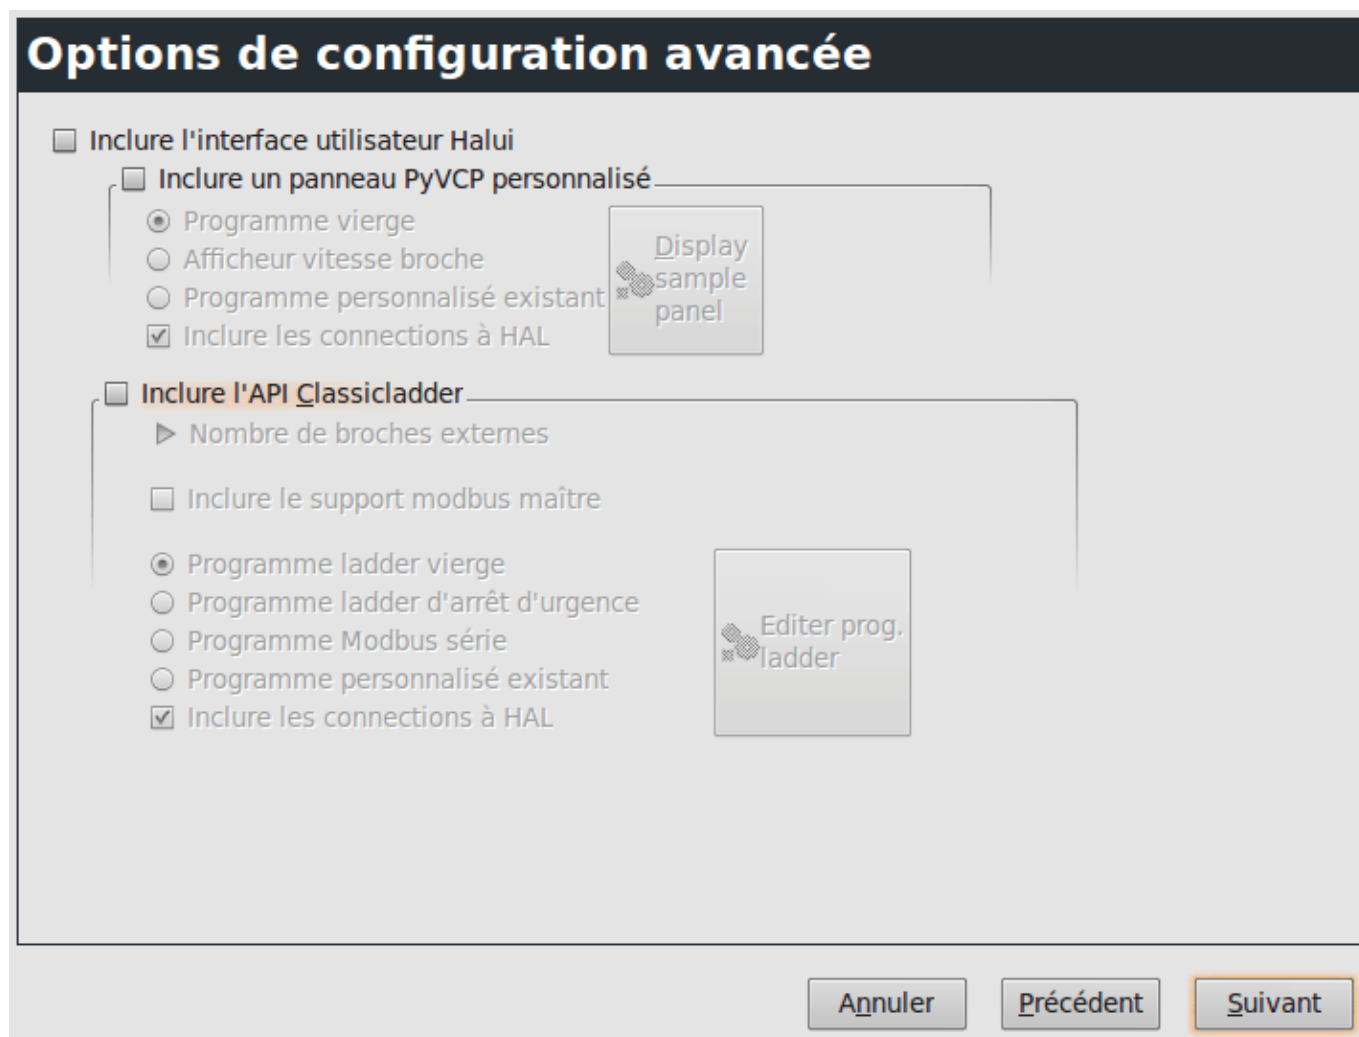 Options de configuration avancée
Inclure l'interface utilisateur Halui
Inclure un panneau PyVCP personnalisé
Programme vierge
Afficheur vitesse broche
Programme personnalisé existant
Inclure les connections à HAL
Display
sample
panel
Inclure l'API Classicladder
Nombre de broches externes
Inclure le support modbus maître
Programme ladder vierge
Programme ladder d'arrêt d'urgence
Programme Modbus série
Programme personnalisé existant
Inclure les connections à HAL
Editer prog.
ladder
Annuler
Précédent
Suivant